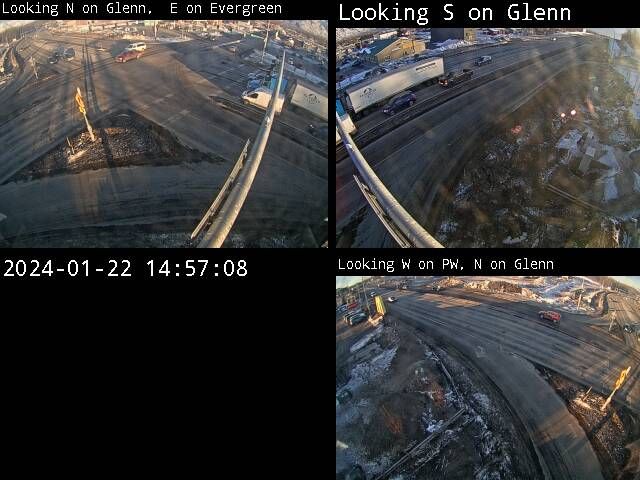 Looking N on Glenn,  E on Evergreen
Looking S on Glenn
2024-01-22 14:57:08
Looking W on PW, N on Glenn